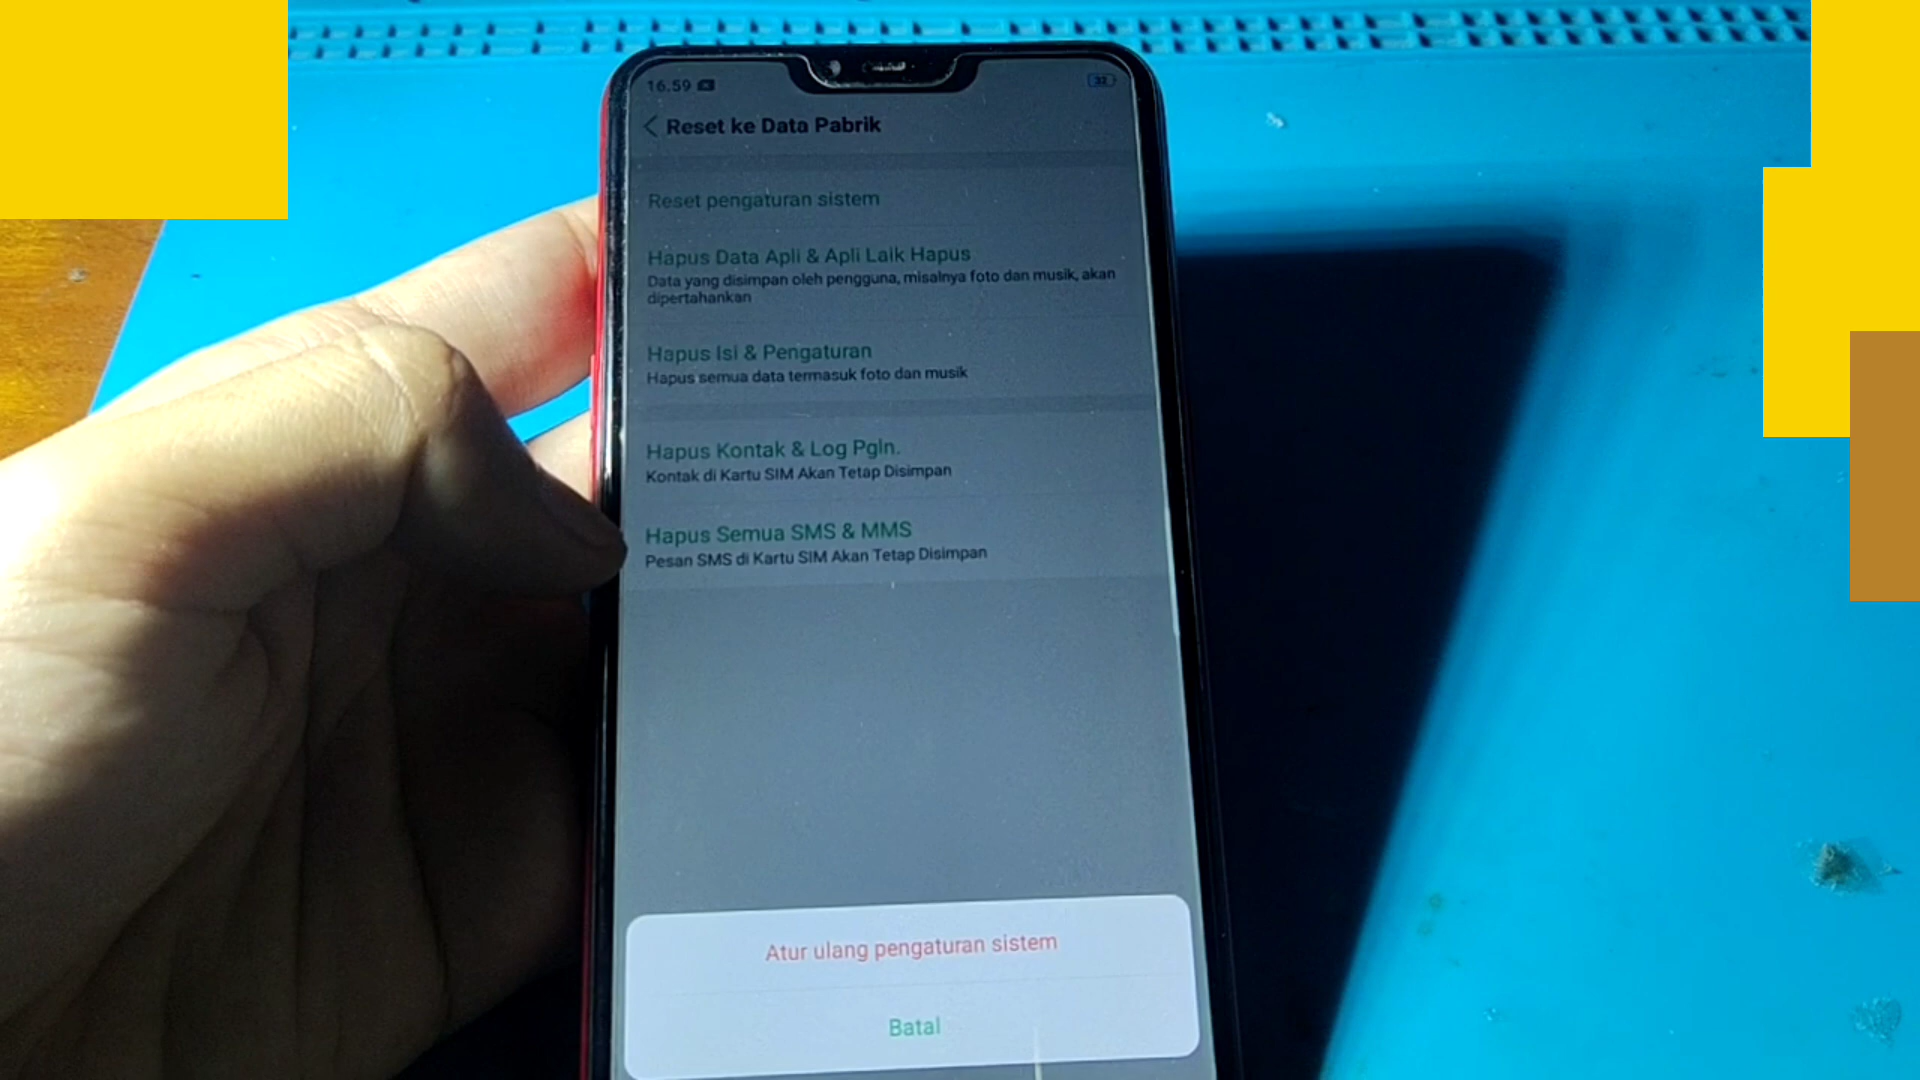 16.59
32
Reset ke Data Pabrik
Reset pengaturan sistem
Hapus Data Apli & Apli Laik Hapus
Data yang disimpan oleh pengguna, misalnya foto dan musik, akan
dipertahankan
Hapus Isi & Pengaturan
Hapus semua data termasuk foto dan musik
Hapus Kontak & Log Pgln.
Kontak di Kartu SIM Akan Tetap Disimpan
Hapus Semua SMS & MMS
Pesan SMS di Kartu SIM Akan Tetap Disimpan
Atur ulang pengaturan sistem
Batal